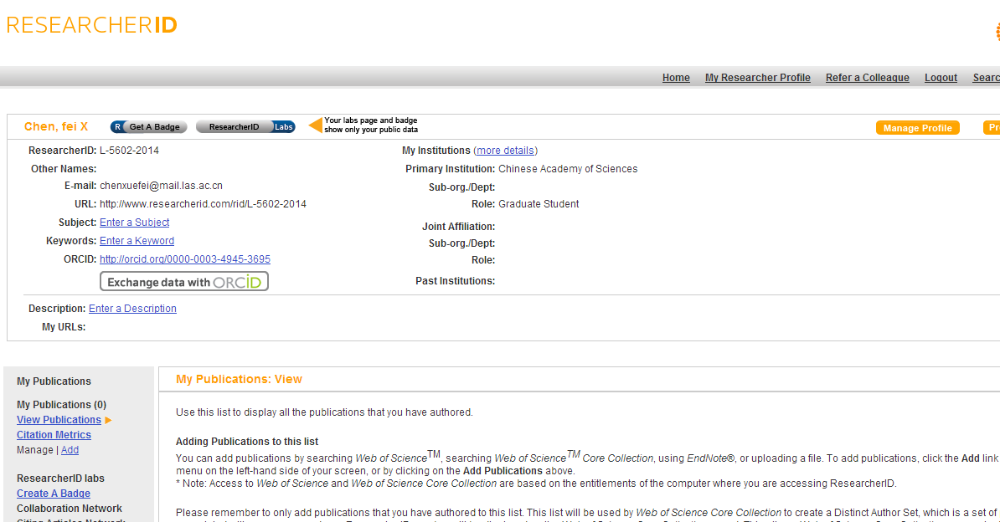 RESEARCHERID
Home My Researcher Profile Refer a Colleague Logout
Chen, fei X R Get A Badge ResearcherID Labs Your labs page and badge
show only your public data
Manage Profile
ResearcherID: L-5602-2014
Other Names:
E-mail: chenxuefei@mail.las.ac.cn
URL: http://www.researcherid.com/rid/L-5602-2014
Subject: Enter a Subject
Keywords: Enter a Keyword
ORCID: http://orcid.org/0000-0003-4945-3695
Exchange data with ORCID
My Institutions (more details)
Primary Institution: Chinese Academy of Sciences
Sub-org./Dept:
Role: Graduate Student
Joint Affiliation:
Sub-org./Dept:
Role:
Past Institutions:
Description: Enter a Description
My URLs:
My Publications
My Publications (0)
View Publications
Citation Metrics
Manage | Add
ResearcherID labs
Create A Badge
Collaboration Network
My Publications: View
Use this list to display all the publications that you have authored.
Adding Publications to this list
You can add publications by searching Web of Science™, searching Web of Science™ Core Collection, using EndNote®, or uploading a file. To add publications, click the Add link
menu on the left-hand side of your screen, or by clicking on the Add Publications above.
* Note: Access to Web of Science and Web of Science Core Collection are based on the entitlements of the computer where you are accessing ResearcherID.
Please remember to only add publications that you have authored to this list. This list will be used by Web of Science Core Collection to create a Distinct Author Set, which is a set of